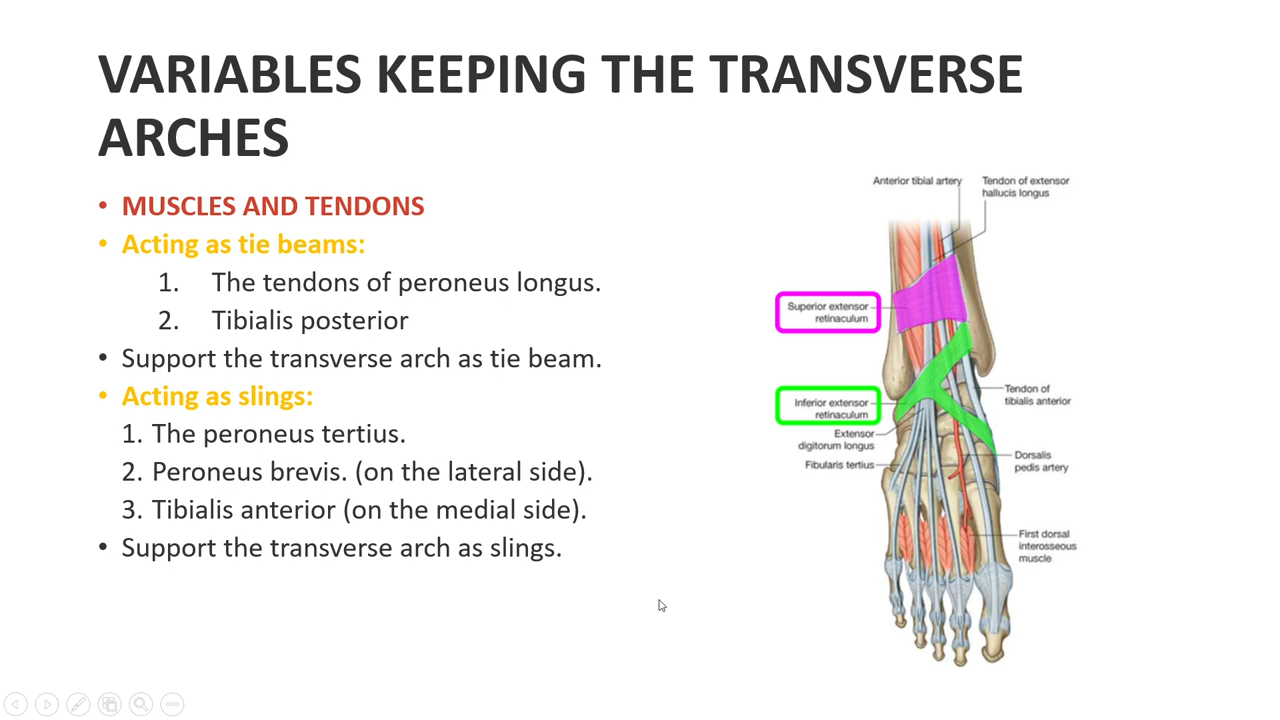 VARIABLES KEEPING THE TRANSVERSE
ARCHES
• MUSCLES AND TENDONS
• Acting as tie beams:
1. The tendons of peroneus longus.
2. Tibialis posterior
• Support the transverse arch as tie beam.
• Acting as slings:
1. The peroneus tertius.
2. Peroneus brevis. (on the lateral side).
3. Tibialis anterior (on the medial side).
• Support the transverse arch as slings.
Anterior tibial artery
Tendon of extensor
hallucis longus
Superior extensor
retinaculum
Inferior extensor
retinaculum
Extensor
digitorum longus
Fibularis tertius
Tendon of
tibialis anterior
Dorsalis
pedis artery
First dorsal
interosseous
muscle